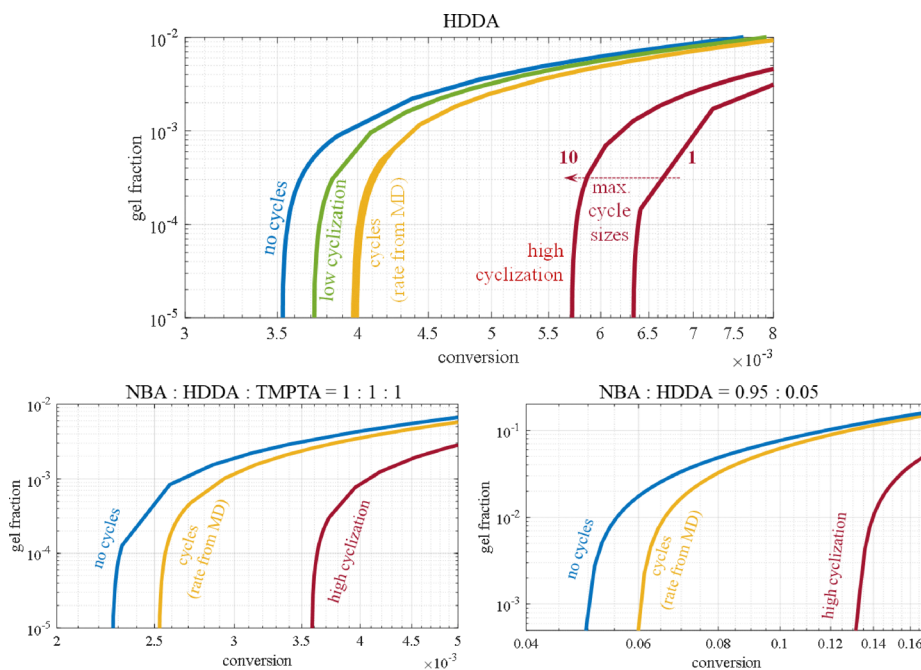 HDDA
10⁻²
10⁻³
10⁻⁴
10⁻⁵
gel fraction
no cycles
low cyclization
cycles
(rate from MD)
high
cyclization
10
1
max.
cycle
sizes
3
3.5
4
4.5
5
5.5
6
6.5
7
7.5
8
conversion
×10⁻³
NBA : HDDA : TMPTA = 1 : 1 : 1
10⁻²
10⁻³
10⁻⁴
10⁻⁵
gel fraction
no cycles
cycles
(rate from MD)
high cyclization
2
2.5
3
3.5
4
4.5
5
conversion
×10⁻³
NBA : HDDA = 0.95 : 0.05
10⁻¹
10⁻²
10⁻³
gel fraction
no cycles
cycles
(rate from MD)
high cyclization
0.04
0.06
0.08
0.1
0.12
0.14
0.16
conversion